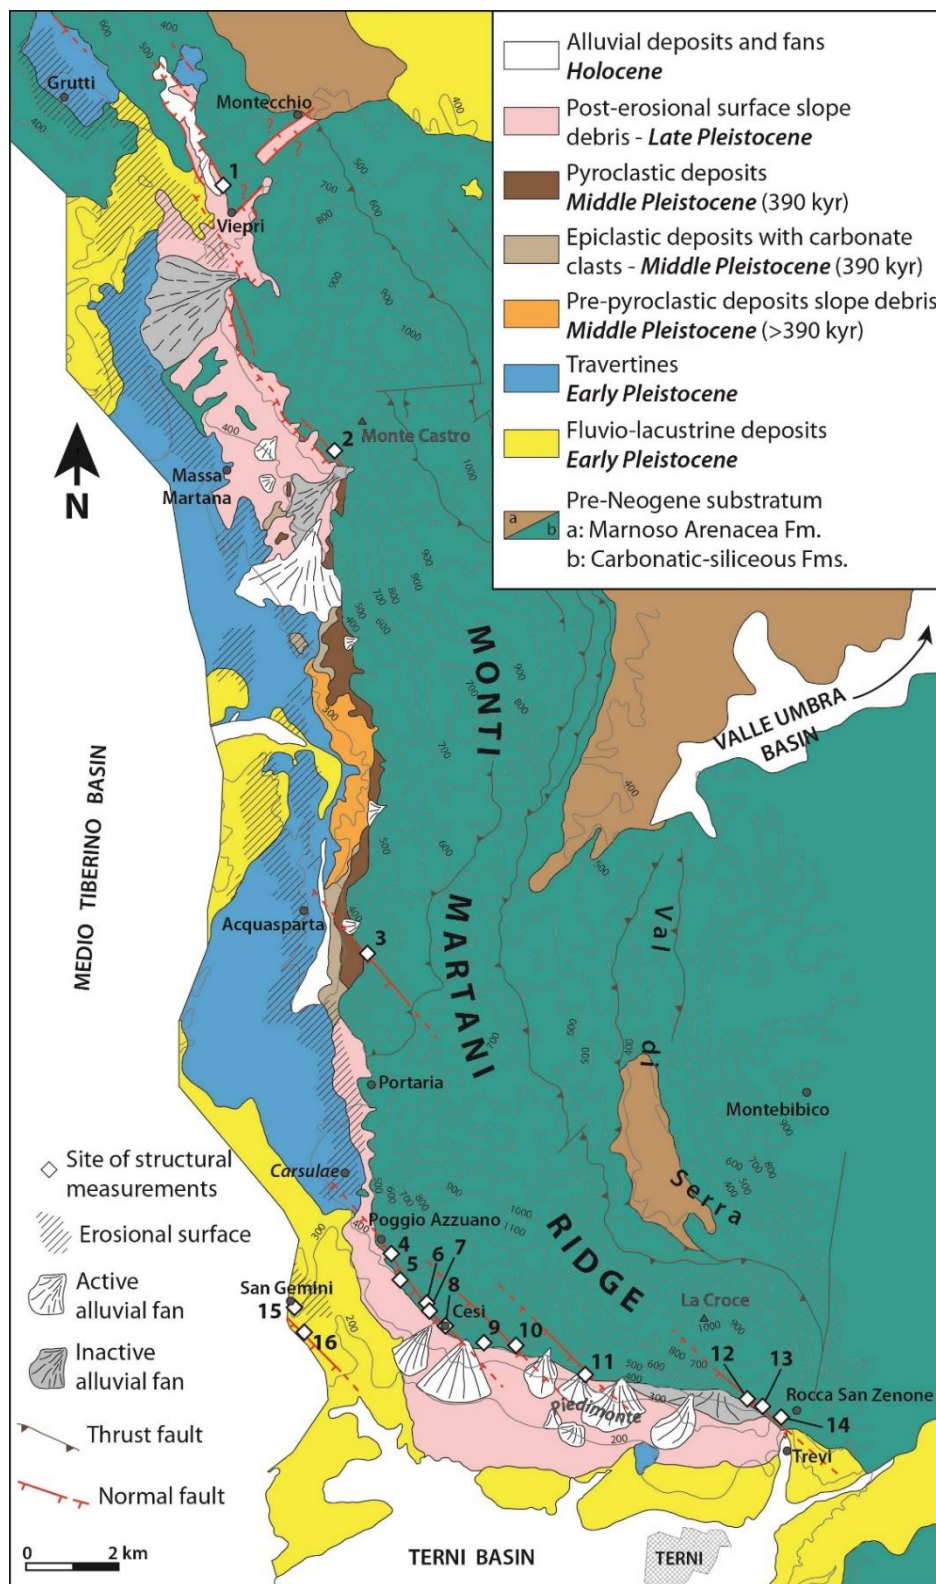 Alluvial deposits and fans
Holocene
Post-erosional surface slope
debris - Late Pleistocene
Pyroclastic deposits
Middle Pleistocene (390 kyr)
Epiclastic deposits with carbonate
clasts - Middle Pleistocene (390 kyr)
Pre-pyroclastic deposits slope debris
Middle Pleistocene (>390 kyr)
Travertines
Early Pleistocene
Fluvio-lacustrine deposits
Early Pleistocene
a
b
Pre-Neogene substratum
a: Marnoso Arenacea Fm.
b: Carbonatic-siliceous Fms.
Grutti
Montecchio
1
Viepri
2
Monte Castro
Massa
Martana
N
MONTI
MARTANI
RIDGE
VALLE UMBRA
BASIN
MEDIO TIBERINO BASIN
Acquasparta
3
Val
di
Serra
Portaria
Montebibico
Carsulae
Poggio Azzuano
4
5
6
7
8
Cesi
9
10
11
La Croce
12
13
14
Rocca San Zenone
Trevi
Piedimonte
San Gemini
15
16
Site of structural
measurements
Erosional surface
Active
alluvial fan
Inactive
alluvial fan
Thrust fault
Normal fault
0 2 km
TERNI BASIN
TERNI